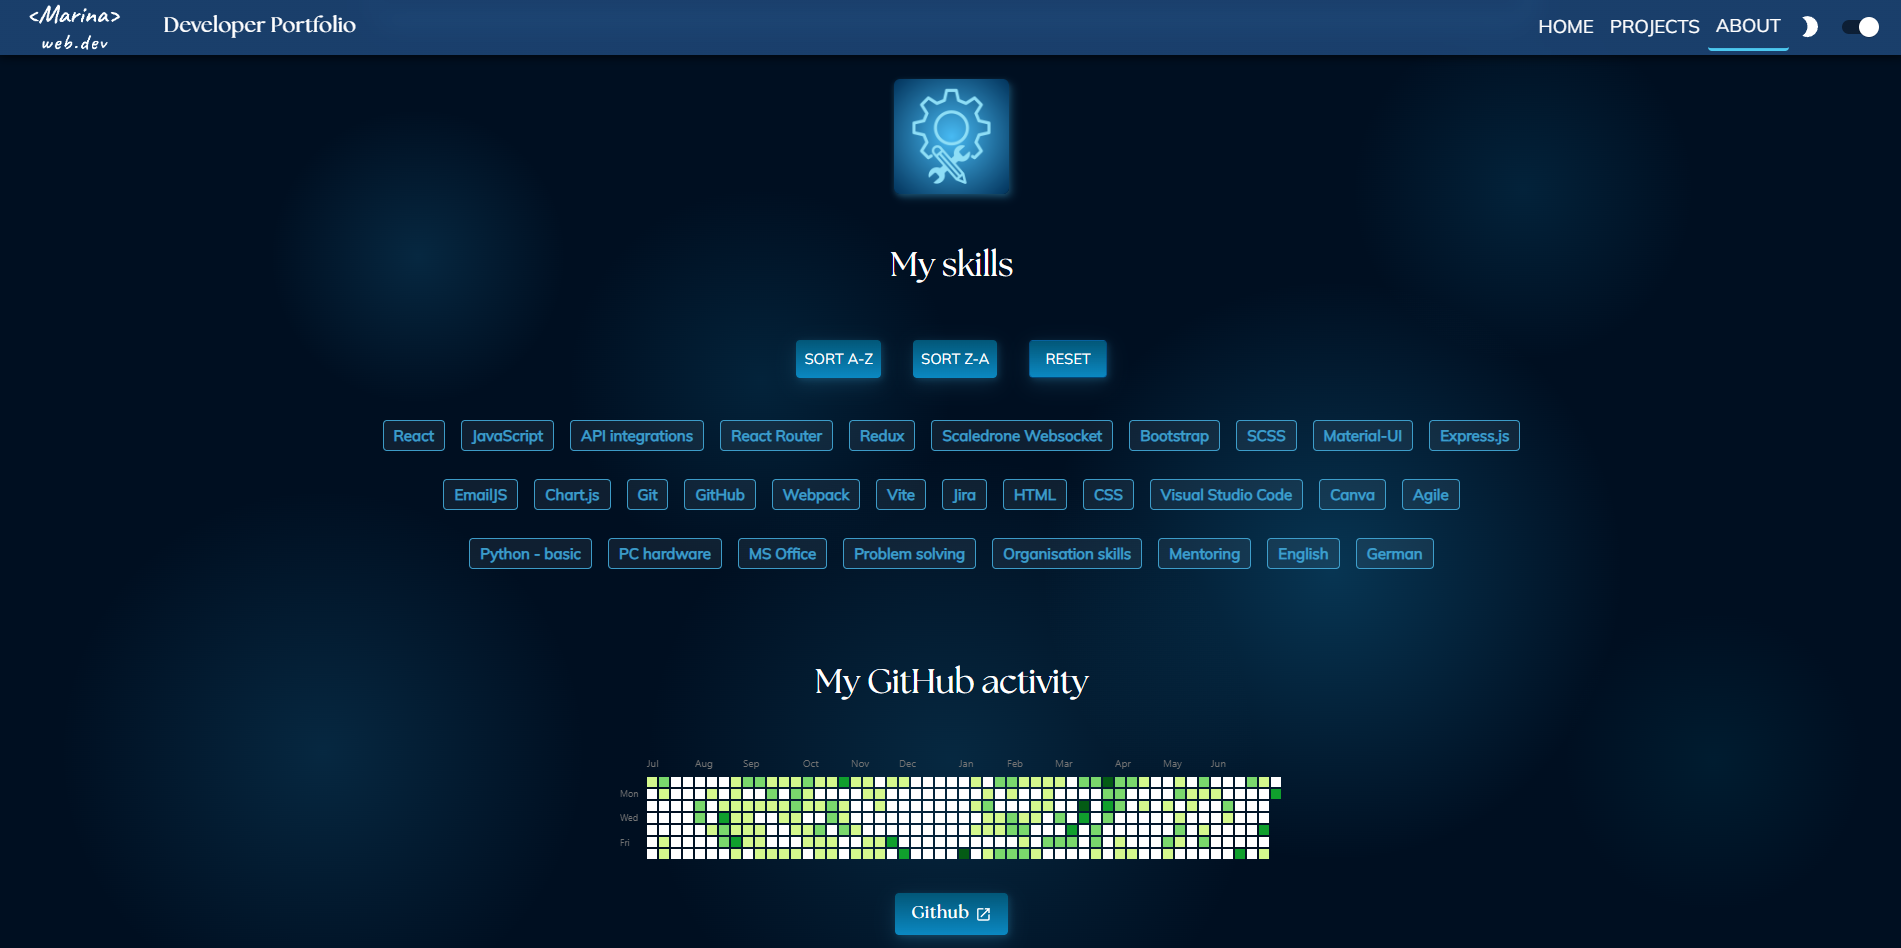 <Marina>
web.dev
Developer Portfolio
HOME PROJECTS ABOUT
My skills
SORT A-Z SORT Z-A RESET
React JavaScript API integrations React Router Redux Scaledrone Websocket Bootstrap SCSS Material-UI Express.js
EmailJS Chart.js Git GitHub Webpack Vite Jira HTML CSS Visual Studio Code Canva Agile
Python - basic PC hardware MS Office Problem solving Organisation skills Mentoring English German
My GitHub activity
Jul Aug Sep Oct Nov Dec Jan Feb Mar Apr May Jun
Mon
Wed
Fri
Github